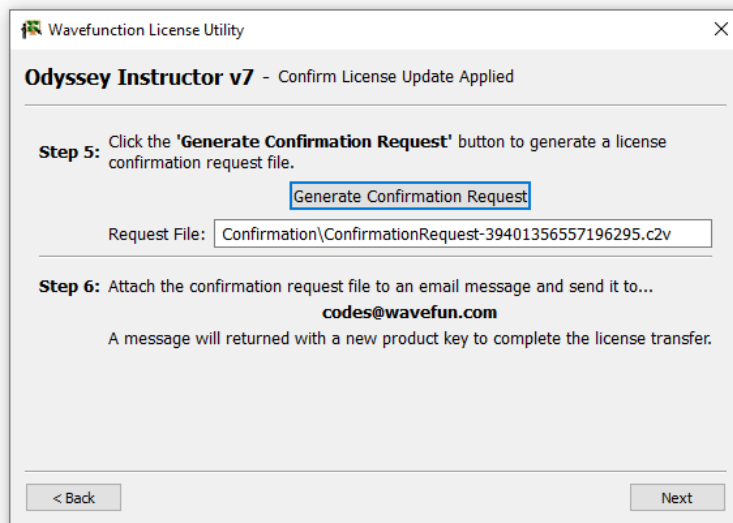 Wavefunction License Utility
Odyssey Instructor v7 - Confirm License Update Applied
Step 5: Click the 'Generate Confirmation Request' button to generate a license
confirmation request file.
Generate Confirmation Request
Request File: Confirmation\ConfirmationRequest-39401356557196295.c2v
Step 6: Attach the confirmation request file to an email message and send it to...
codes@wavefun.com
A message will returned with a new product key to complete the license transfer.
< Back
Next